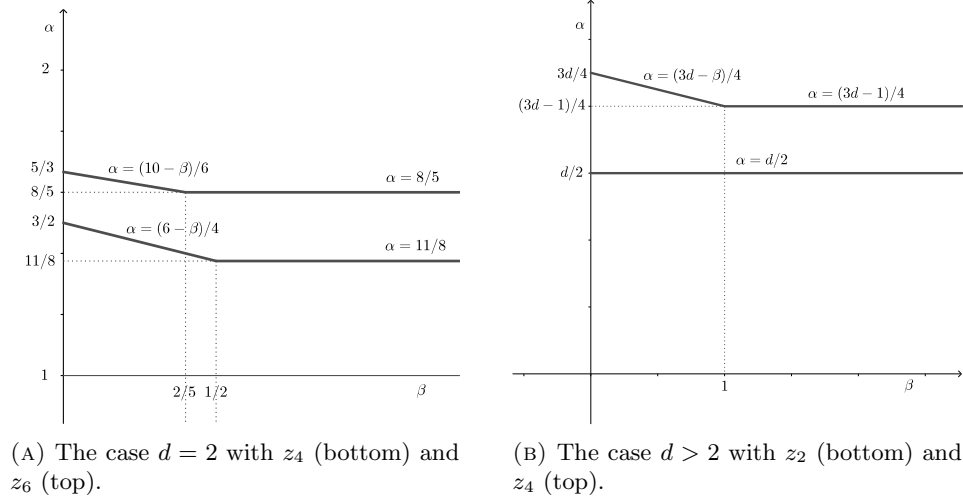 α
2
5/3
α = (10 − β)/6
α = 8/5
8/5
3/2
α = (6 − β)/4
α = 11/8
11/8
1
2/5 1/2
β
(A) The case d = 2 with z₄ (bottom) and
z₆ (top).
α
3d/4
α = (3d − β)/4
α = (3d − 1)/4
(3d − 1)/4
α = d/2
d/2
1
β
(B) The case d > 2 with z₂ (bottom) and
z₄ (top).